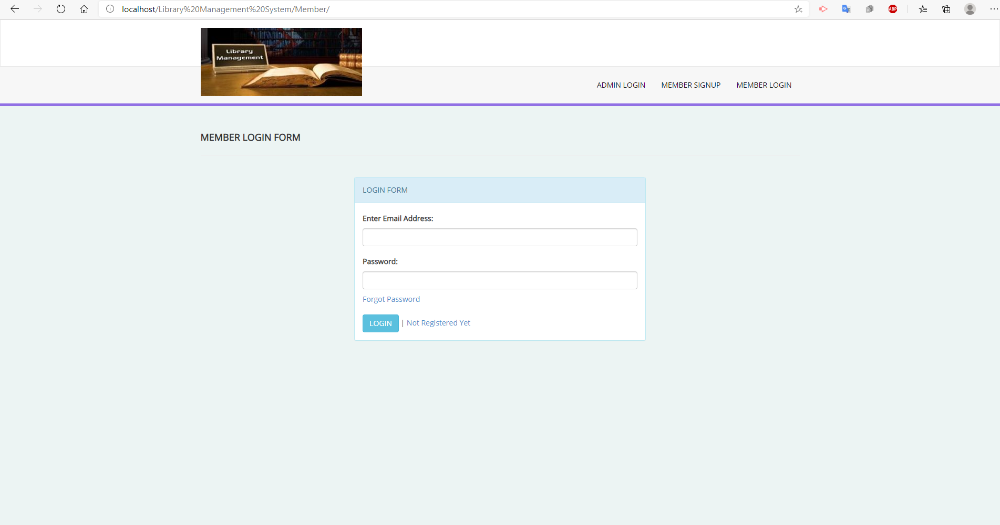 localhost/Library%20Management%20System/Member/
ABP
Library
Management
ADMIN LOGIN MEMBER SIGNUP MEMBER LOGIN
MEMBER LOGIN FORM
LOGIN FORM
Enter Email Address:
Password:
Forgot Password
LOGIN | Not Registered Yet